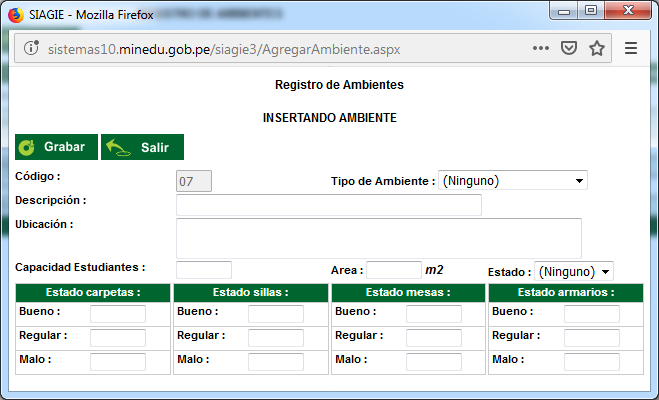 SIAGIE - Mozilla Firefox
sistemas10.minedu.gob.pe/siagie3/AgregarAmbiente.aspx
Registro de Ambientes
INSERTANDO AMBIENTE
Grabar Salir
Código : 07 Tipo de Ambiente : (Ninguno)
Descripción :
Ubicación :
Capacidad Estudiantes : Area : m2 Estado : (Ninguno)
Estado carpetas : Estado sillas : Estado mesas : Estado armarios :
Bueno : Bueno : Bueno : Bueno :
Regular : Regular : Regular : Regular :
Malo : Malo : Malo : Malo :